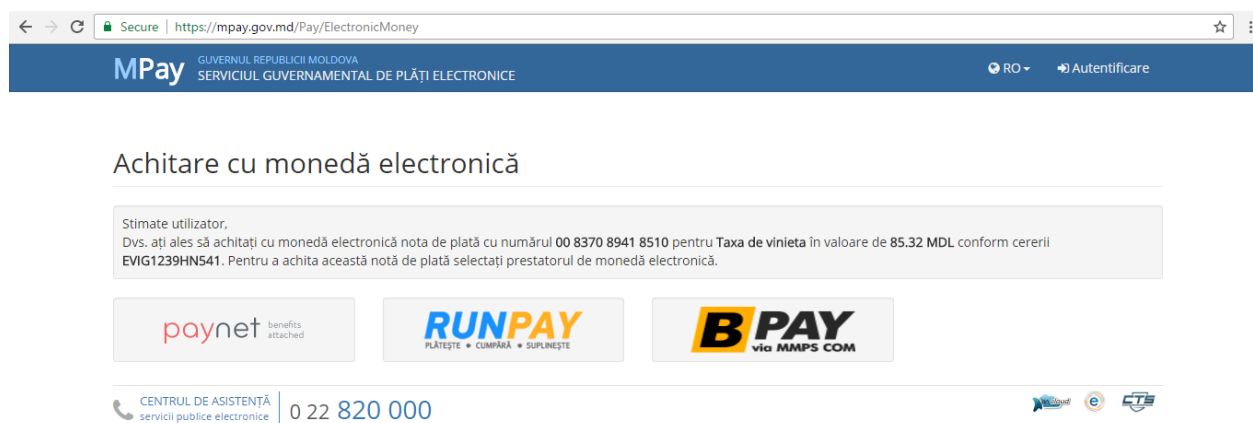 Secure | https://mpay.gov.md/Pay/ElectronicMoney
MPay GUVERNUL REPUBLICII MOLDOVA
SERVICIUL GUVERNAMENTAL DE PLĂȚI ELECTRONICE
RO
Autentificare
Achitare cu monedă electronică
Stimate utilizator,
Dvs. ați ales să achitați cu monedă electronică nota de plată cu numărul 00 8370 8941 8510 pentru Taxa de vinieta în valoare de 85.32 MDL conform cererii
EVIG1239HN541. Pentru a achita această notă de plată selectați prestatorul de monedă electronică.
paynet benefits
attached
RUNPAY
PLĂTEȘTE • CUMPĂRĂ • SUPLINEȘTE
B PAY
via MMPS COM
CENTRUL DE ASISTENȚĂ
servicii publice electronice
0 22 820 000
e
CTS